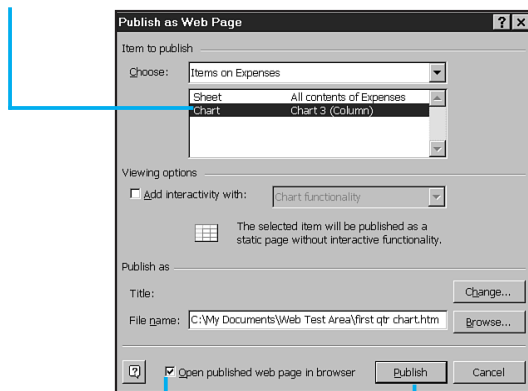 Publish as Web Page
Item to publish
Choose: Items on Expenses
Sheet All contents of Expenses
Chart Chart 3 (Column)
Viewing options
Add interactivity with: Chart functionality
The selected item will be published as a
static page without interactive functionality.
Publish as
Title: Change...
File name: C:\My Documents\Web Test Area\first qtr chart.htm Browse...
Open published web page in browser Publish Cancel